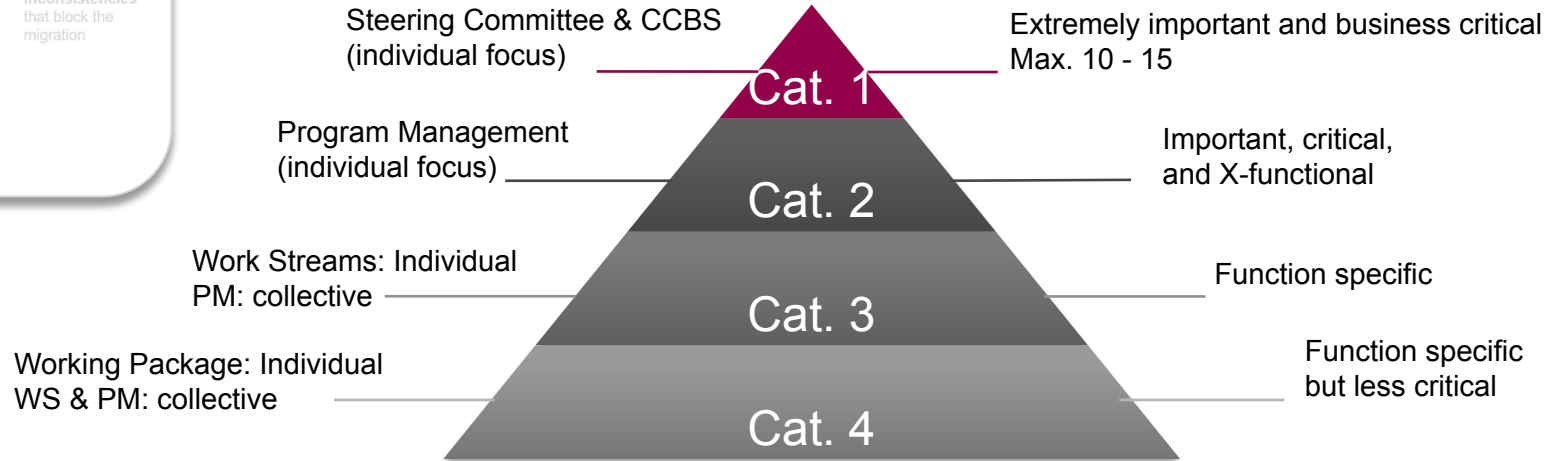 inconsistencies
that block the
migration
Steering Committee & CCBS
(individual focus)
Cat. 1
Extremely important and business critical
Max. 10 - 15
Program Management
(individual focus)
Cat. 2
Important, critical,
and X-functional
Work Streams: Individual
PM: collective
Cat. 3
Function specific
Working Package: Individual
WS & PM: collective
Cat. 4
Function specific
but less critical